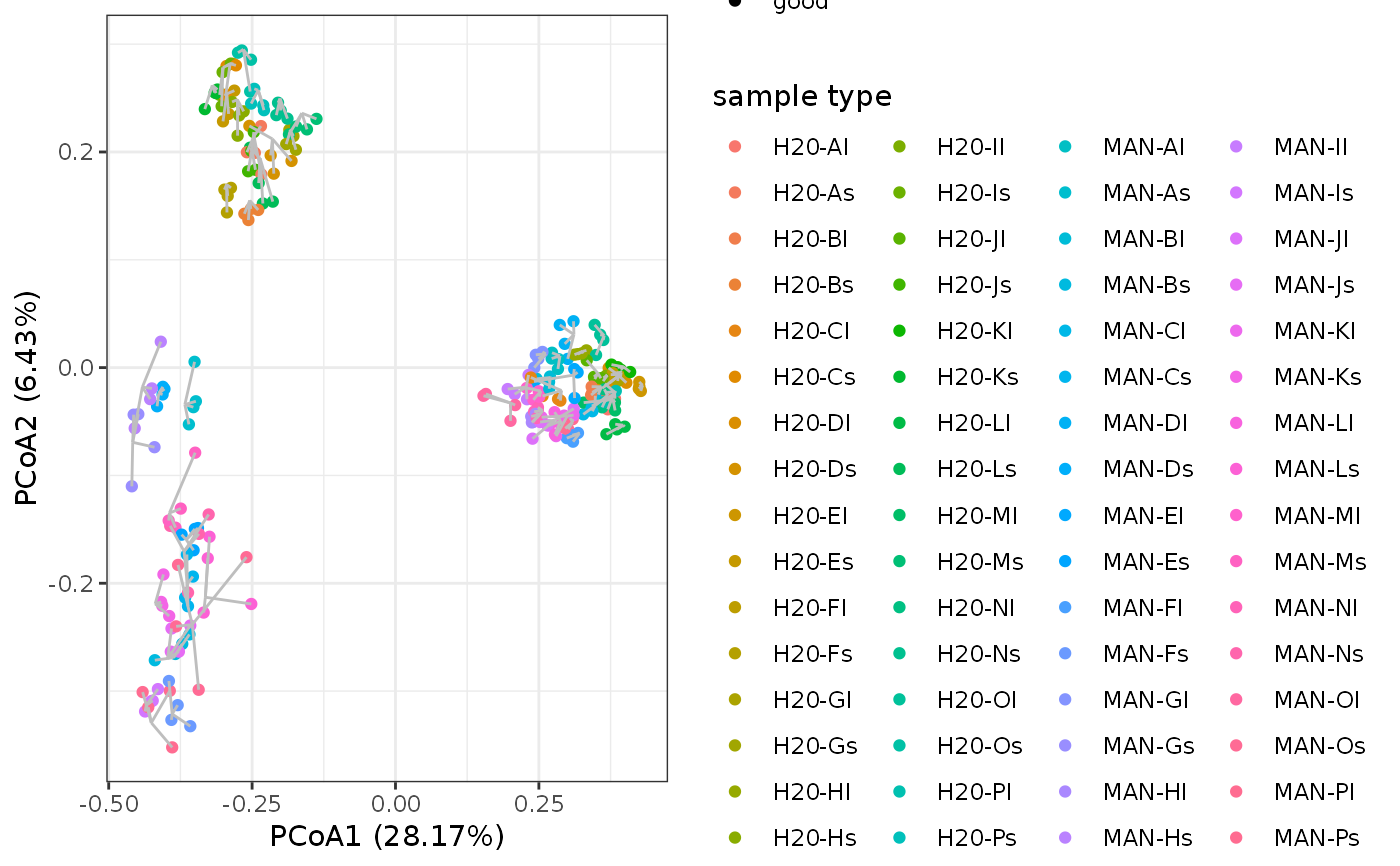 good
sample type
H20-Al H20-Il MAN-Al MAN-Il
H20-As H20-Is MAN-As MAN-Is
H20-Bl H20-Jl MAN-Bl MAN-Jl
H20-Bs H20-Js MAN-Bs MAN-Js
H20-Cl H20-Kl MAN-Cl MAN-Kl
H20-Cs H20-Ks MAN-Cs MAN-Ks
H20-Dl H20-Ll MAN-Dl MAN-Ll
H20-Ds H20-Ls MAN-Ds MAN-Ls
H20-El H20-Ml MAN-El MAN-Ml
H20-Es H20-Ms MAN-Es MAN-Ms
H20-Fl H20-Nl MAN-Fl MAN-Nl
H20-Fs H20-Ns MAN-Fs MAN-Ns
H20-Gl H20-Ol MAN-Gl MAN-Ol
H20-Gs H20-Os MAN-Gs MAN-Os
H20-Hl H20-Pl MAN-Hl MAN-Pl
H20-Hs H20-Ps MAN-Hs MAN-Ps
PCoA2 (6.43%)
0.2
0.0
-0.2
-0.50 -0.25 0.00 0.25
PCoA1 (28.17%)